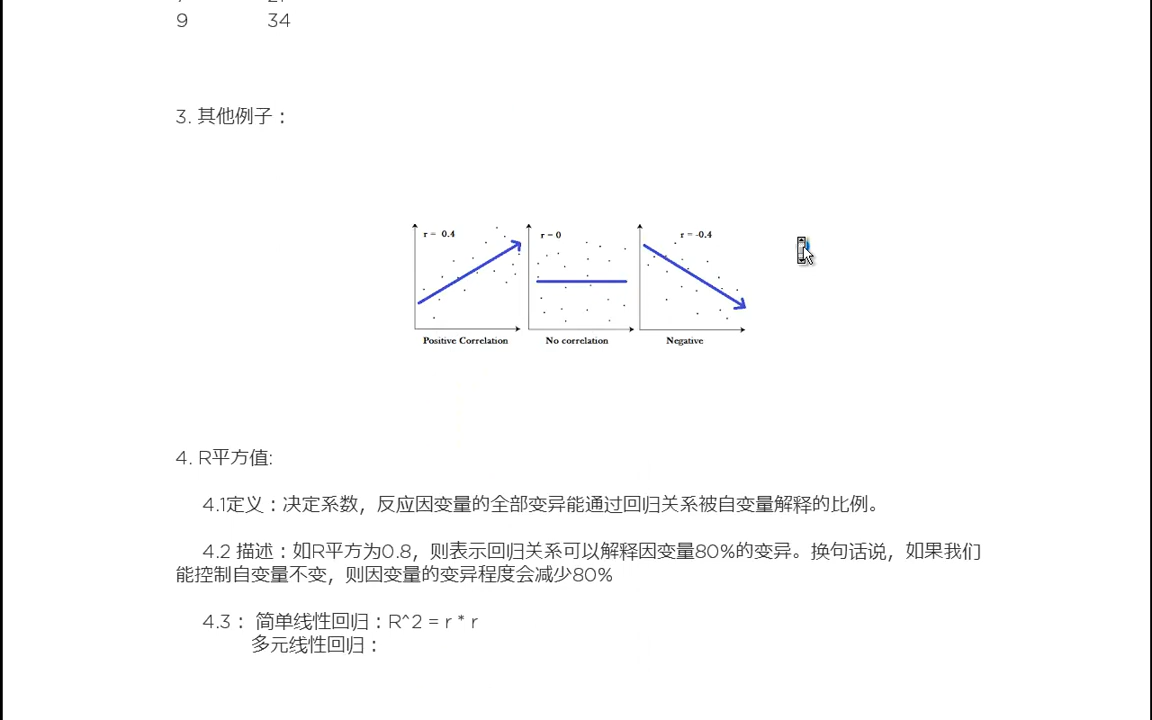 9 34
3. 其他例子：
r = 0.4
r = 0
r = -0.4
Positive Correlation
No correlation
Negative
4. R平方值:
4.1定义：决定系数，反应因变量的全部变异能通过回归关系被自变量解释的比例。
4.2 描述：如R平方为0.8，则表示回归关系可以解释因变量80%的变异。换句话说，如果我们
能控制自变量不变，则因变量的变异程度会减少80%
4.3： 简单线性回归：R^2 = r * r
多元线性回归：